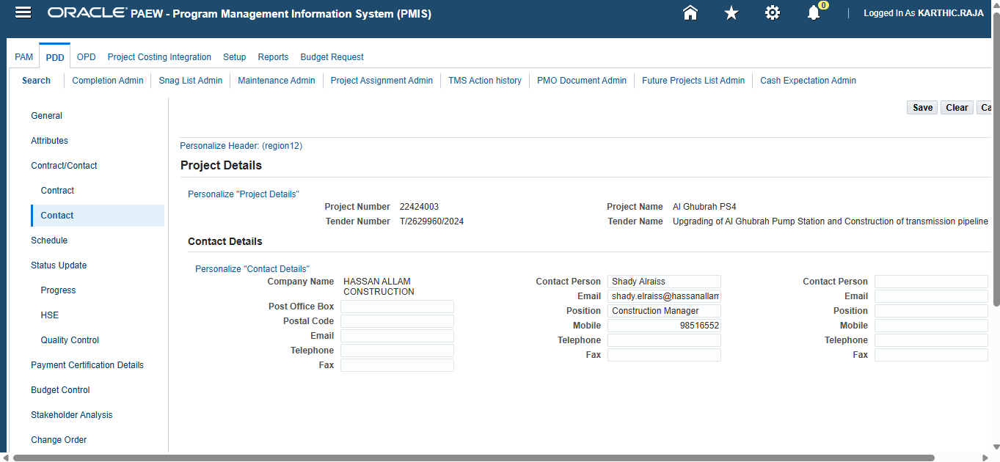 ORACLE PAEW - Program Management Information System (PMIS)
0
Logged In As KARTHIC.RAJA
PAM PDD OPD Project Costing Integration Setup Reports Budget Request
Search Completion Admin Snag List Admin Maintenance Admin Project Assignment Admin TMS Action history PMO Document Admin Future Projects List Admin Cash Expectation Admin
General
Attributes
Contract/Contact
Contract
Contact
Schedule
Status Update
Progress
HSE
Quality Control
Payment Certification Details
Budget Control
Stakeholder Analysis
Change Order
Save Clear Ca
Personalize Header: (region12)
Project Details
Personalize "Project Details"
Project Number 22424003 Project Name Al Ghubrah PS4
Tender Number T/2629960/2024 Tender Name Upgrading of Al Ghubrah Pump Station and Construction of transmission pipeline
Contact Details
Personalize "Contact Details"
Company Name HASSAN ALLAM
CONSTRUCTION
Post Office Box
Postal Code
Email
Telephone
Fax
Contact Person Shady Alraiss
Email shady.elraiss@hassanallam
Position Construction Manager
Mobile 98516552
Telephone
Fax
Contact Person
Email
Position
Mobile
Telephone
Fax